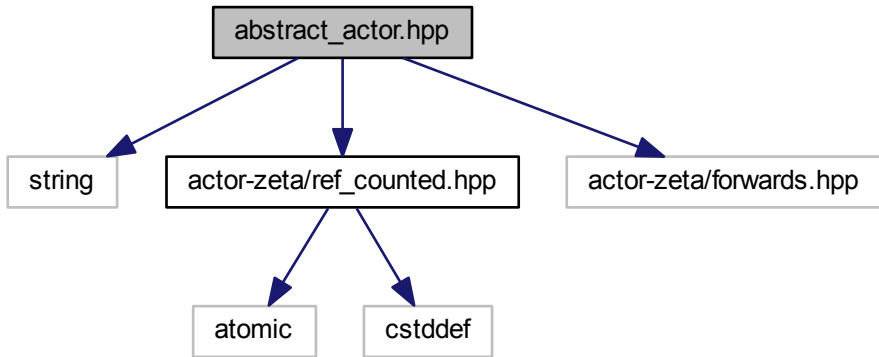 abstract_actor.hpp
string
actor-zeta/ref_counted.hpp
actor-zeta/forwards.hpp
atomic
cstddef